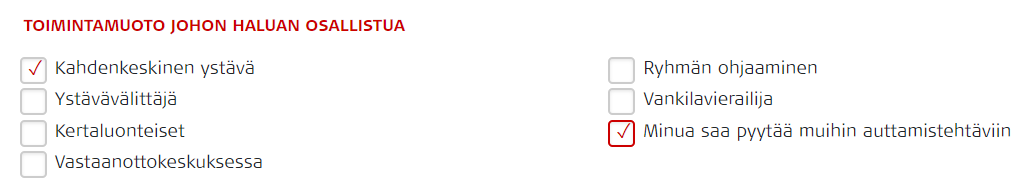 TOIMINTAMUOTO JOHON HALUAN OSALLISTUA
Kahdenkeskinen ystävä
Ystävävälittäjä
Kertaluonteiset
Vastaanottokeskuksessa
Ryhmän ohjaaminen
Vankilavierailija
Minua saa pyytää muihin auttamistehtäviin